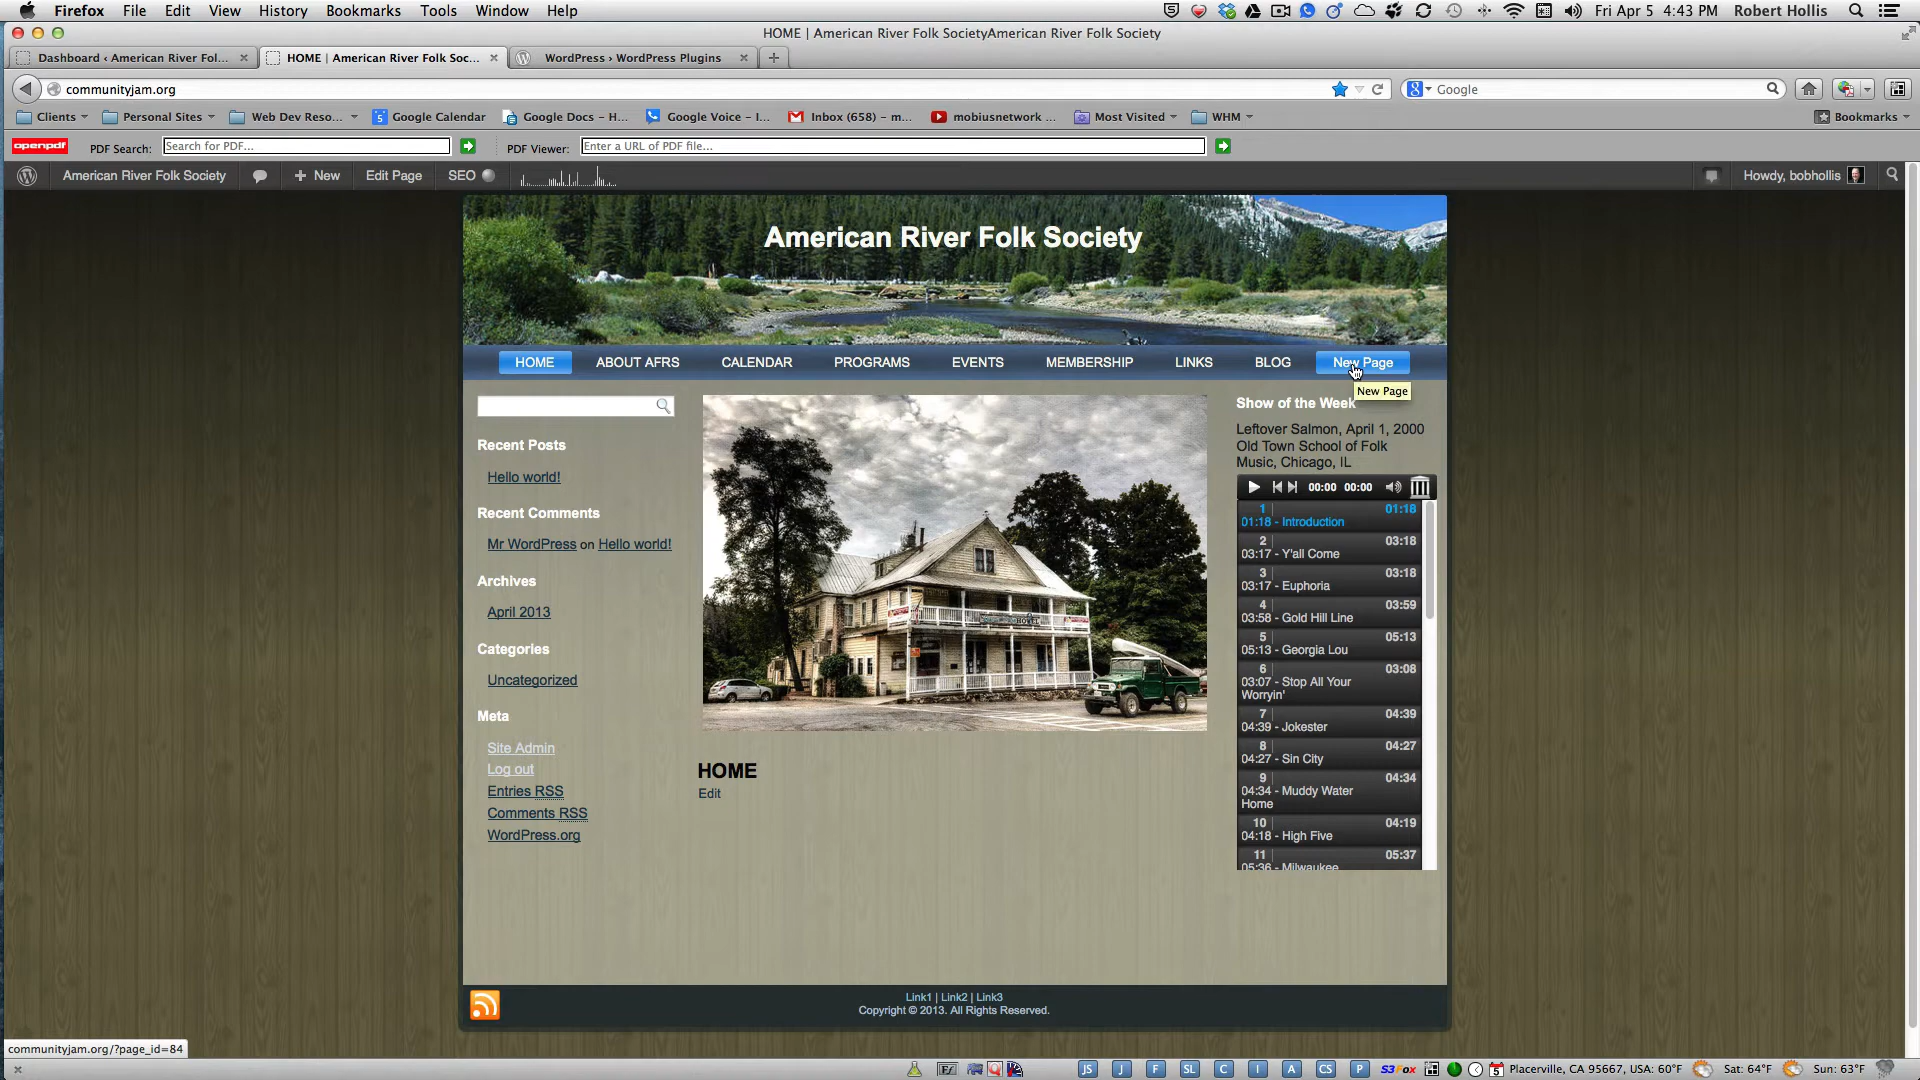 Firefox File Edit View History Bookmarks Tools Window Help Fri Apr 5 4:43 PM Robert Hollis
HOME | American River Folk SocietyAmerican River Folk Society
Dashboard ‹ American River Fol... HOME | American River Folk Soc... WordPress › WordPress Plugins
communityjam.org Google
Clients Personal Sites Web Dev Reso... Google Calendar Google Docs – H... Google Voice – I... Inbox (658) – m... mobiusnetwork ... Most Visited WHM Bookmarks
openpdf PDF Search: Search for PDF... PDF Viewer: Enter a URL of PDF file...
American River Folk Society New Edit Page SEO Howdy, bobhollis
American River Folk Society
HOME ABOUT AFRS CALENDAR PROGRAMS EVENTS MEMBERSHIP LINKS BLOG New Page
New Page
Recent Posts
Hello world!
Recent Comments
Mr WordPress on Hello world!
Archives
April 2013
Categories
Uncategorized
Meta
Site Admin
Log out
Entries RSS
Comments RSS
WordPress.org
HOME
Edit
Show of the Week
Leftover Salmon, April 1, 2000
Old Town School of Folk
Music, Chicago, IL
00:00 00:00
1 01:18
01:18 - Introduction
2 03:18
03:17 - Y'all Come
3 03:18
03:17 - Euphoria
4 03:59
03:58 - Gold Hill Line
5 05:13
05:13 - Georgia Lou
6 03:08
03:07 - Stop All Your
Worryin'
7 04:39
04:39 - Jokester
8 04:27
04:27 - Sin City
9 04:34
04:34 - Muddy Water
Home
10 04:19
04:18 - High Five
11 05:37
05:36 - Milwaukee
Link1 | Link2 | Link3
Copyright © 2013. All Rights Reserved.
communityjam.org/?page_id=84
JS J F SL C I A CS P S3Fox 5 Placerville, CA 95667, USA: 60°F Sat: 64°F Sun: 63°F